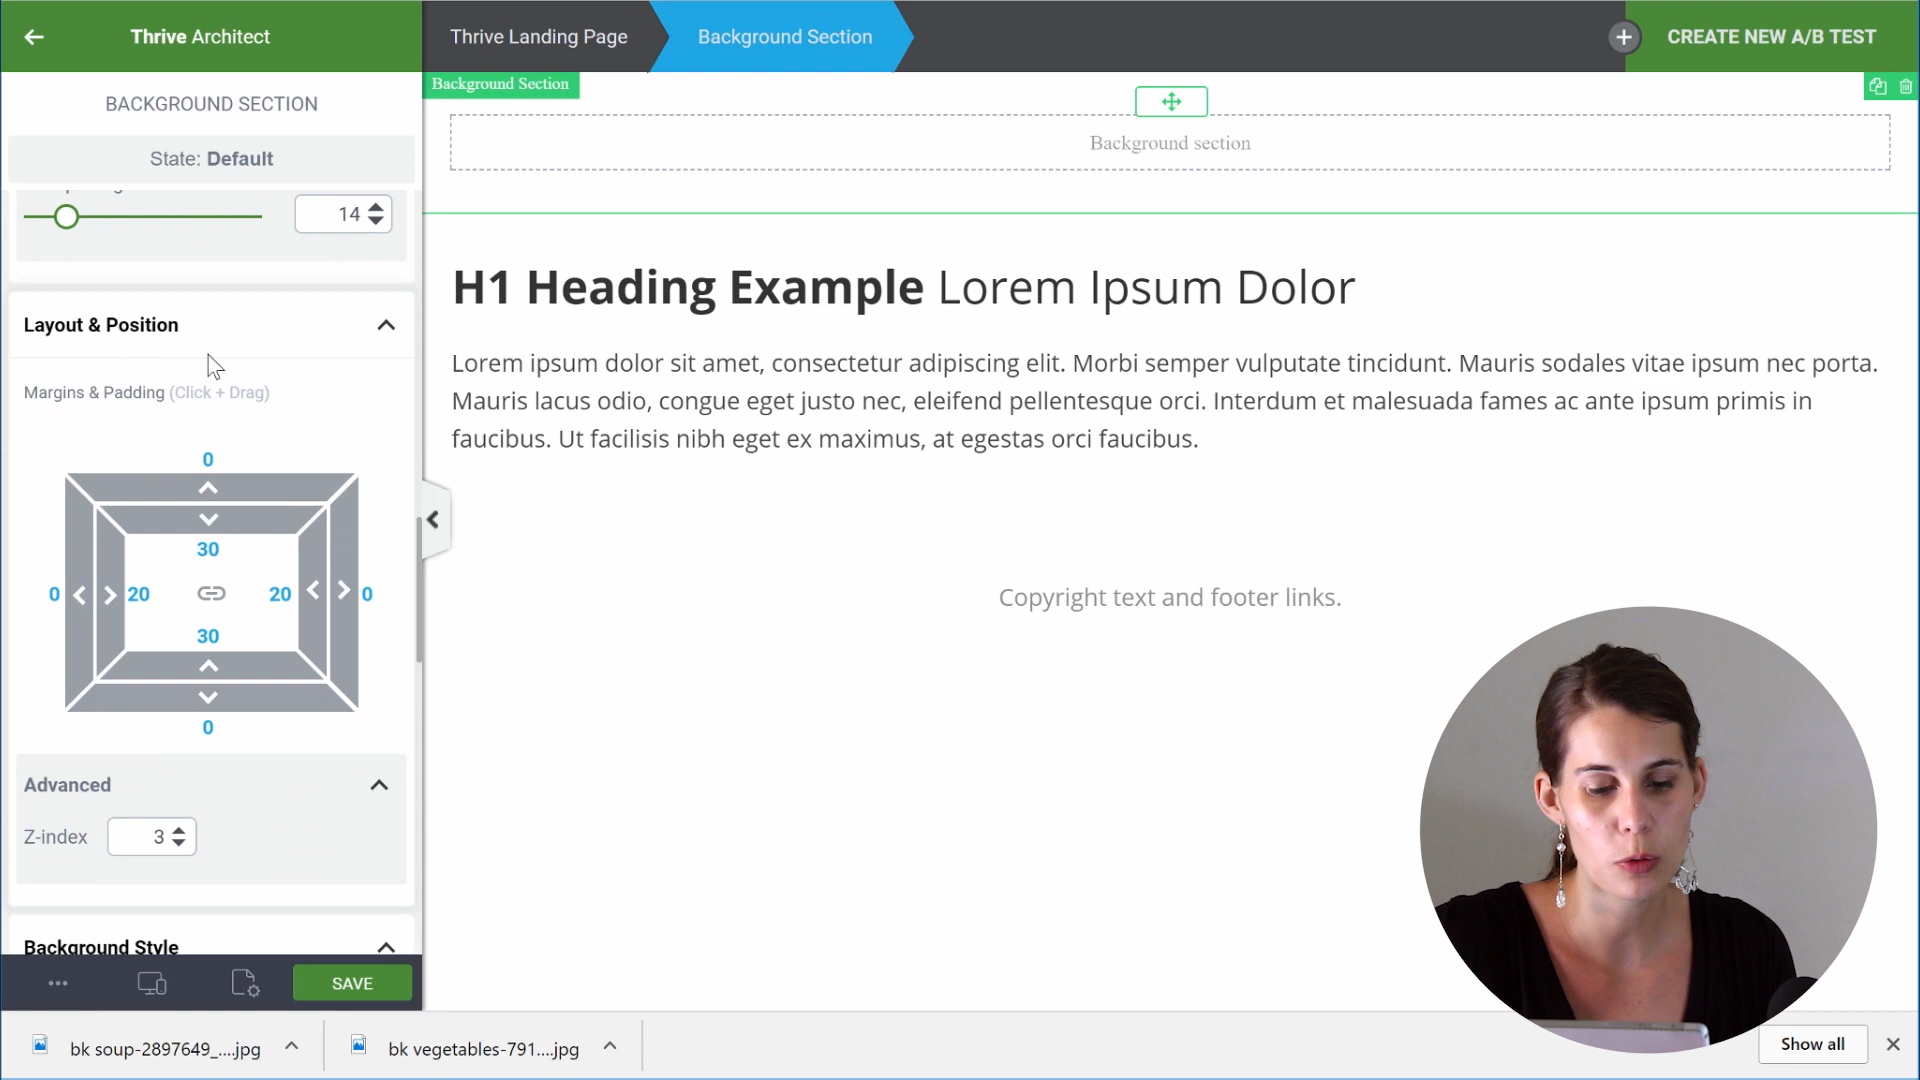 Thrive Architect
Thrive Landing Page
Background Section
CREATE NEW A/B TEST
BACKGROUND SECTION
State: Default
14
Layout & Position
Margins & Padding (Click + Drag)
0
30
0 20 20 0
30
0
Advanced
Z-index 3
Background Style
SAVE
Background Section
Background section
H1 Heading Example Lorem Ipsum Dolor
Lorem ipsum dolor sit amet, consectetur adipiscing elit. Morbi semper vulputate tincidunt. Mauris sodales vitae ipsum nec porta.
Mauris lacus odio, congue eget justo nec, eleifend pellentesque orci. Interdum et malesuada fames ac ante ipsum primis in
faucibus. Ut facilisis nibh eget ex maximus, at egestas orci faucibus.
Copyright text and footer links.
bk soup-2897649_....jpg
bk vegetables-791....jpg
Show all